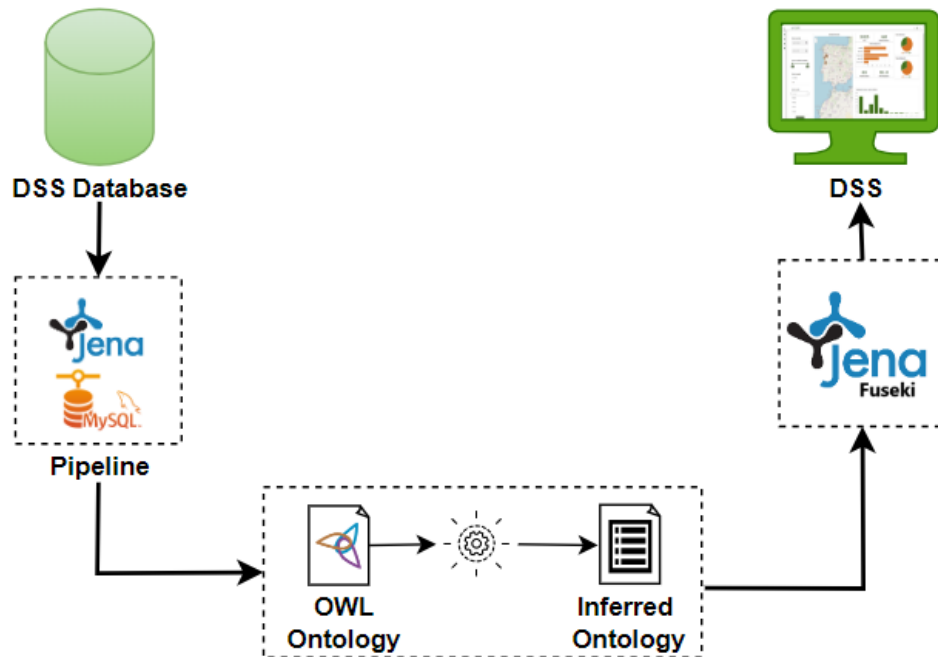 DSS Database
DSS
Jena
MySQL
Pipeline
Jena
Fuseki
OWL
Ontology
Inferred
Ontology